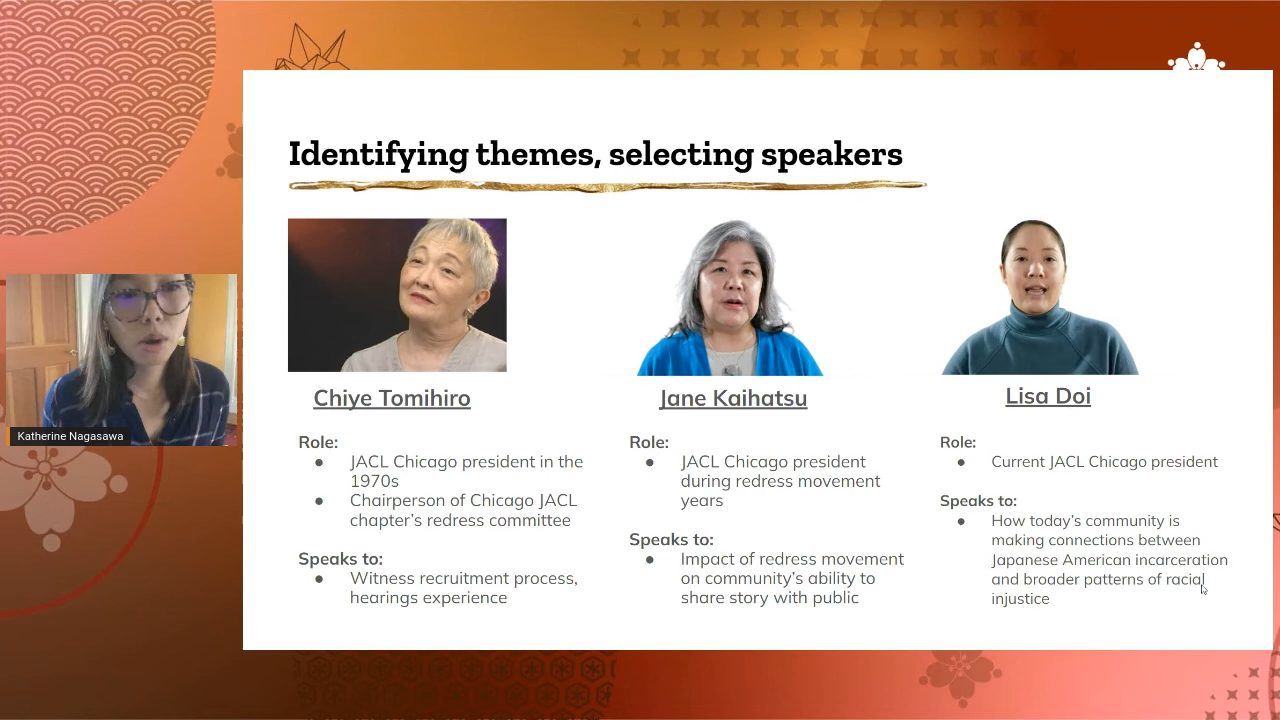 Identifying themes, selecting speakers
Katherine Nagasawa
Chiye Tomihiro
Role:
● JACL Chicago president in the
1970s
● Chairperson of Chicago JACL
chapter's redress committee
Speaks to:
● Witness recruitment process,
hearings experience
Jane Kaihatsu
Role:
● JACL Chicago president
during redress movement
years
Speaks to:
● Impact of redress movement
on community's ability to
share story with public
Lisa Doi
Role:
● Current JACL Chicago president
Speaks to:
● How today's community is
making connections between
Japanese American incarceration
and broader patterns of racial
injustice